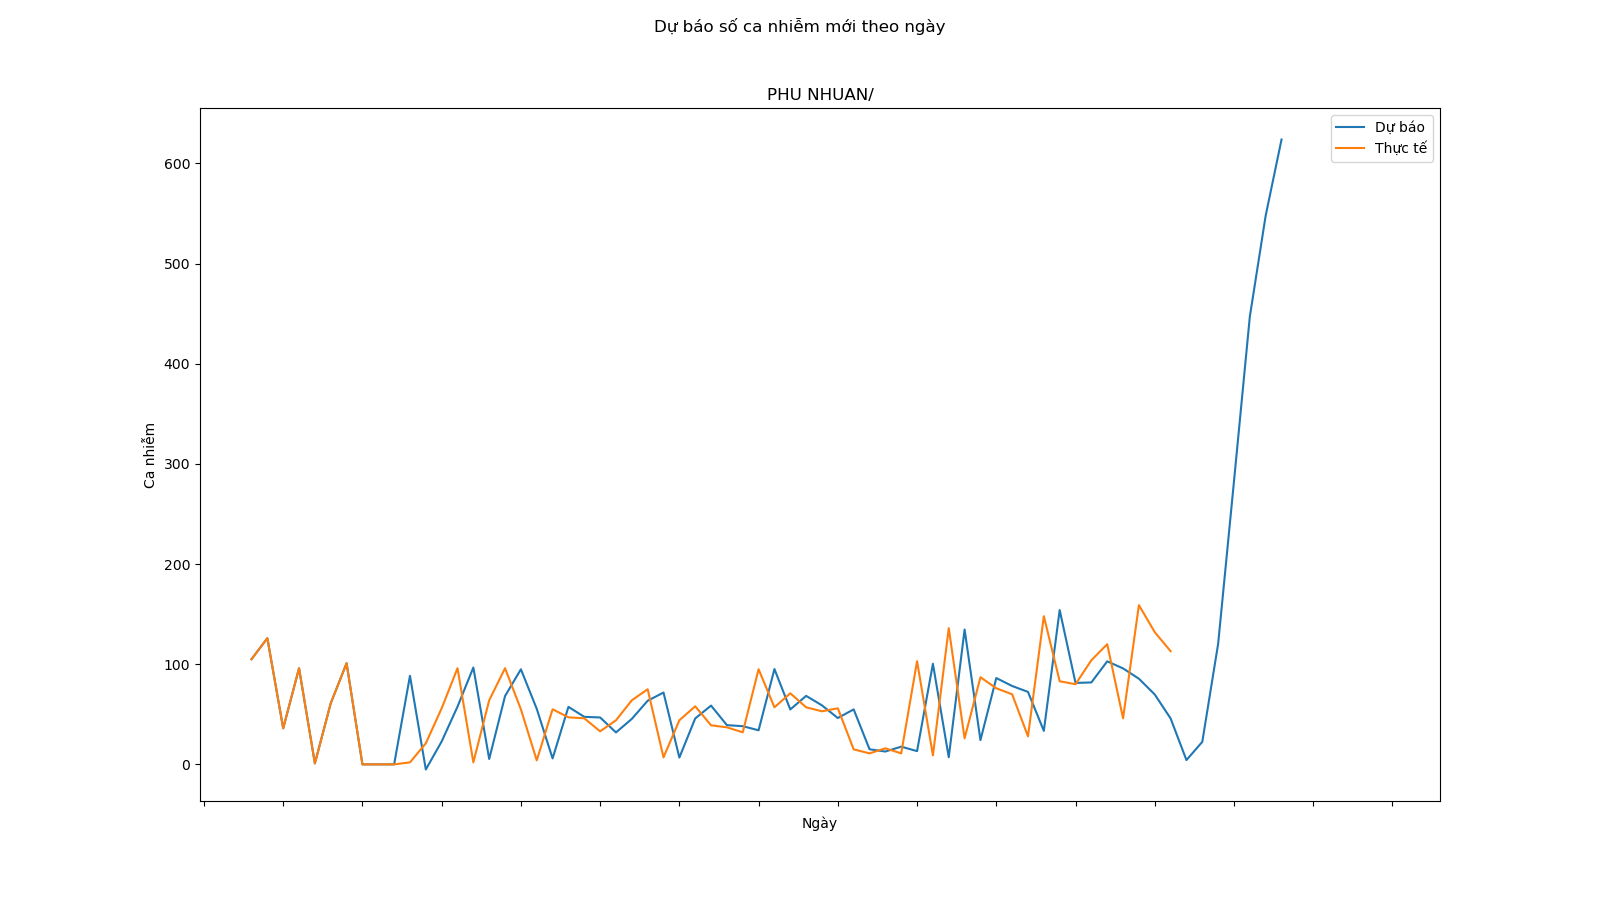 Dự báo số ca nhiễm mới theo ngày
PHU NHUAN/
Dự báo
Thực tế
600
500
400
300
200
100
0
Ca nhiễm
Ngày